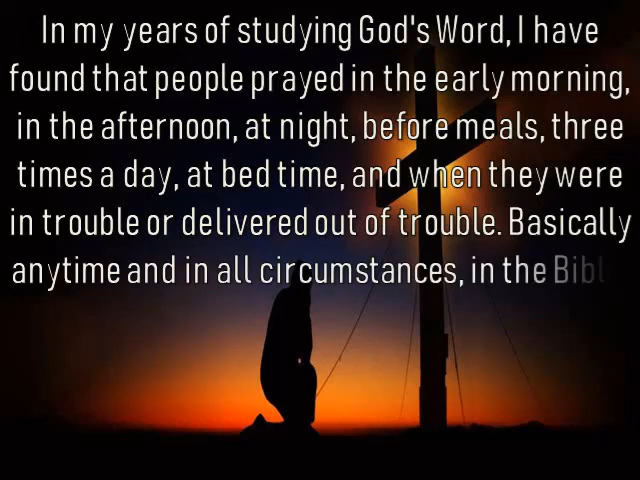 In my years of studying God's Word, I have
found that people prayed in the early morning,
in the afternoon, at night, before meals, three
times a day, at bed time, and when they were
in trouble or delivered out of trouble. Basically
anytime and in all circumstances, in the Bibl